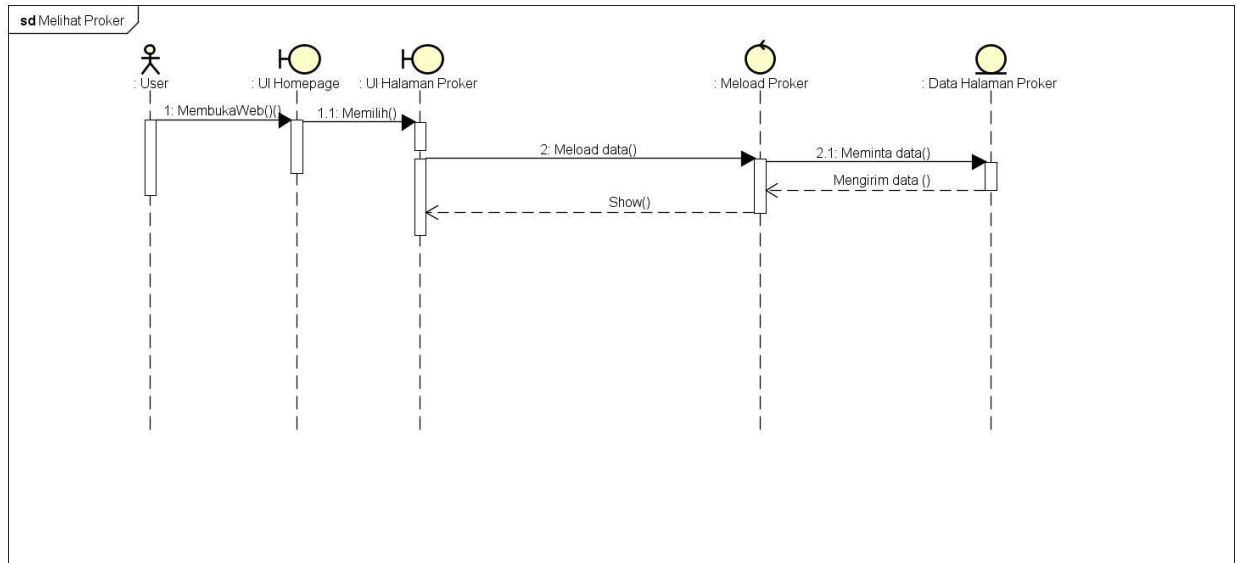 sd Melihat Proker
: User
: UI Homepage
: UI Halaman Proker
: Meload Proker
: Data Halaman Proker
1: MembukaWeb()()
1.1: Memilih()
2: Meload data()
2.1: Meminta data()
Mengirim data ()
Show()